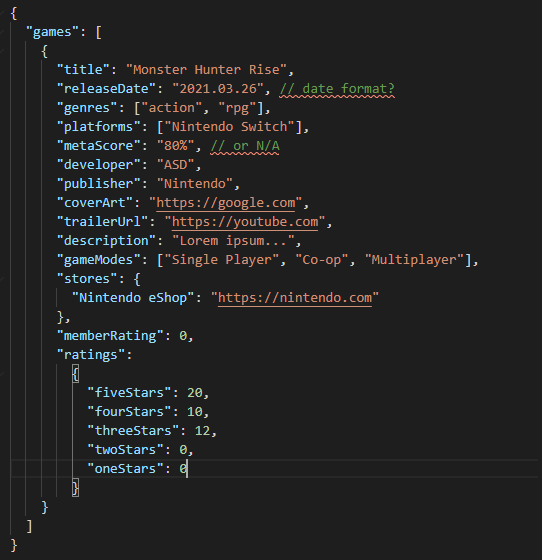 {
"games": [
{
"title": "Monster Hunter Rise",
"releaseDate": "2021.03.26", // date format?
"genres": ["action", "rpg"],
"platforms": ["Nintendo Switch"],
"metaScore": "80%", // or N/A
"developer": "ASD",
"publisher": "Nintendo",
"coverArt": "https://google.com",
"trailerUrl": "https://youtube.com",
"description": "Lorem ipsum...",
"gameModes": ["Single Player", "Co-op", "Multiplayer"],
"stores": {
"Nintendo eShop": "https://nintendo.com"
},
"memberRating": 0,
"ratings":
{
"fiveStars": 20,
"fourStars": 10,
"threeStars": 12,
"twoStars": 0,
"oneStars": 0
}
}
]
}